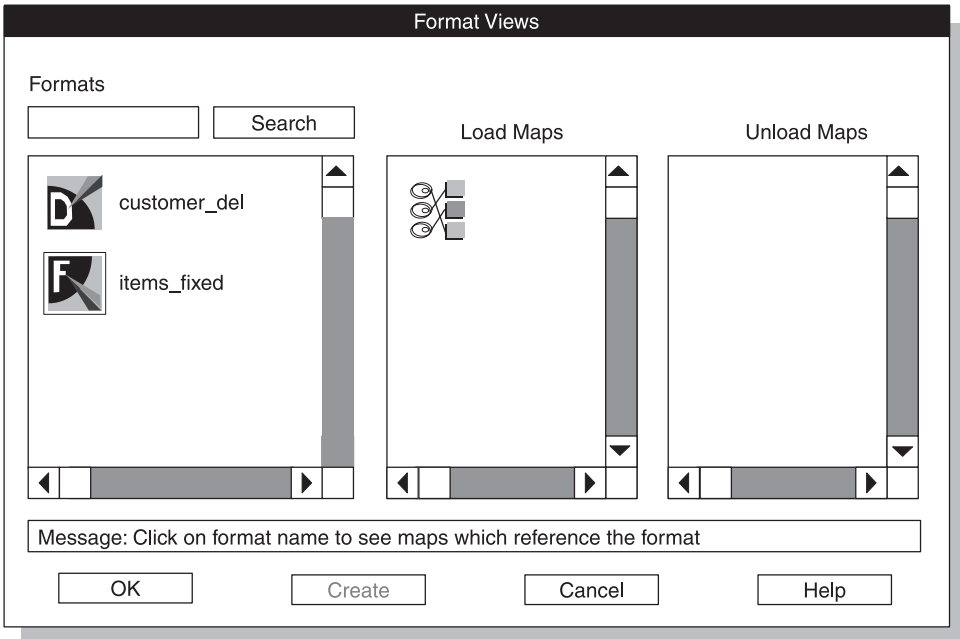 Format Views
Formats
Search
Load Maps
Unload Maps
D
customer_del
F
items_fixed
Message: Click on format name to see maps which reference the format
OK
Create
Cancel
Help